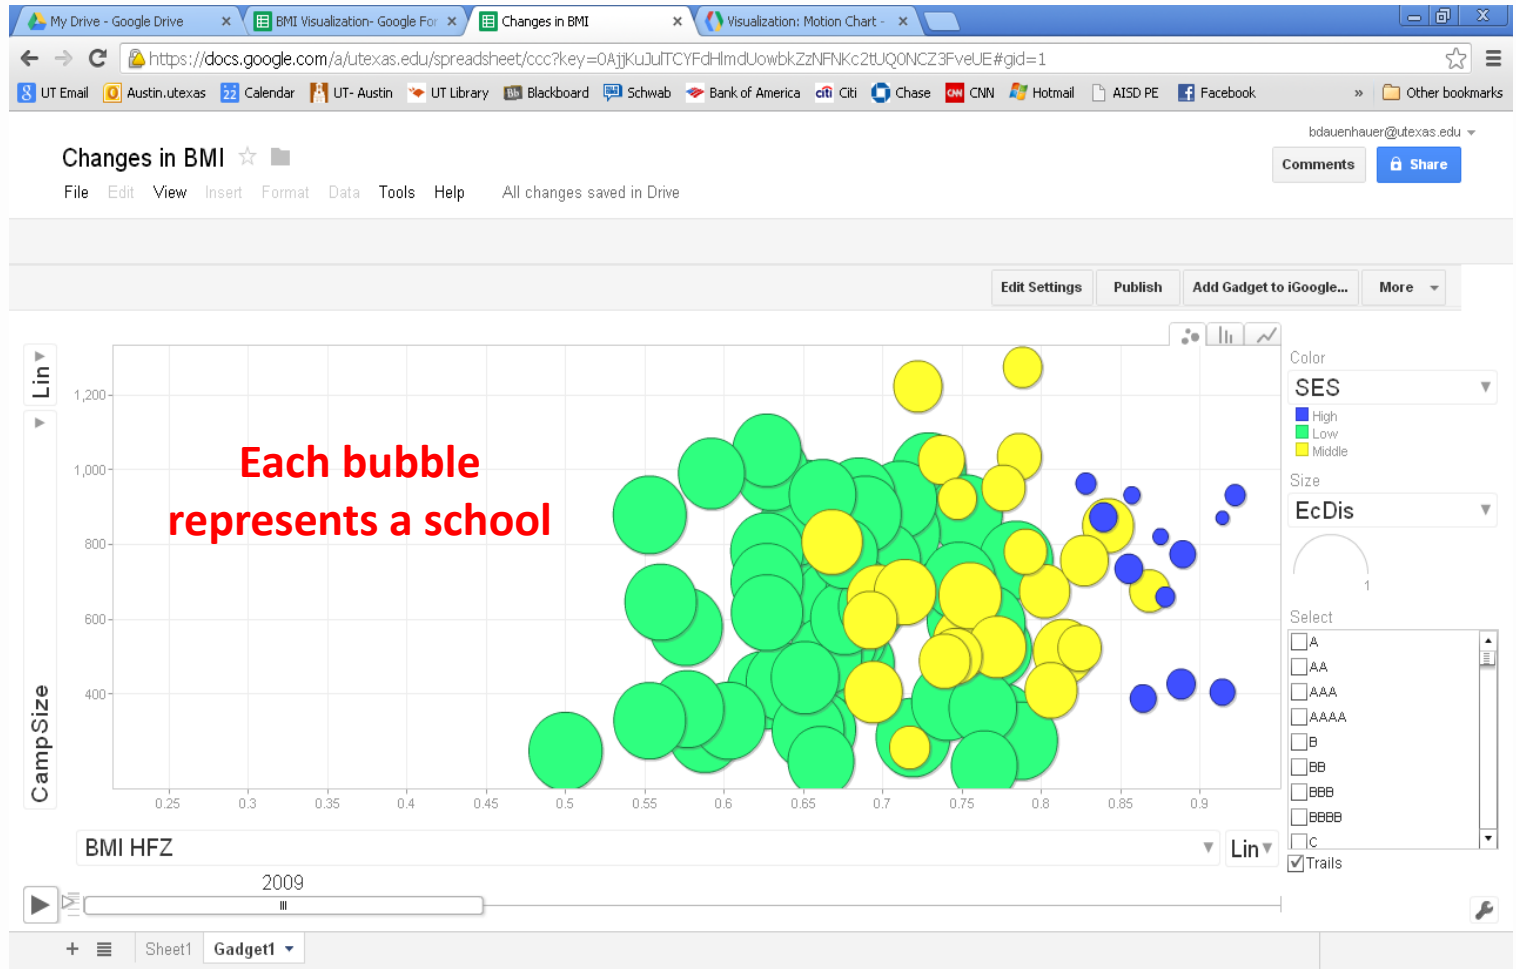 My Drive - Google Drive
BMI Visualization- Google For
Changes in BMI
Visualization: Motion Chart -
https://docs.google.com/a/utexas.edu/spreadsheet/ccc?key=0AjjKuJulTCYFdHlmdUowbkZzNFNKc2tUQ0NCZ3FveUE#gid=1
UT Email
Austin.utexas
22 Calendar
UT- Austin
UT Library
Bb Blackboard
Schwab
Bank of America
citi Citi
Chase
CNN CNN
Hotmail
AISD PE
Facebook
»
Other bookmarks
bdauenhauer@utexas.edu
Changes in BMI
Comments
Share
File Edit View Insert Format Data Tools Help All changes saved in Drive
Edit Settings
Publish
Add Gadget to iGoogle...
More
Lin
CampSize
1,200
1,000
800
600
400
Each bubble
represents a school
0.25 0.3 0.35 0.4 0.45 0.5 0.55 0.6 0.65 0.7 0.75 0.8 0.85 0.9
BMI HFZ
Lin
2009
Color
SES
High
Low
Middle
Size
EcDis
1
Select
A
AA
AAA
AAAA
B
BB
BBB
BBBB
C
Trails
+ Sheet1 Gadget1